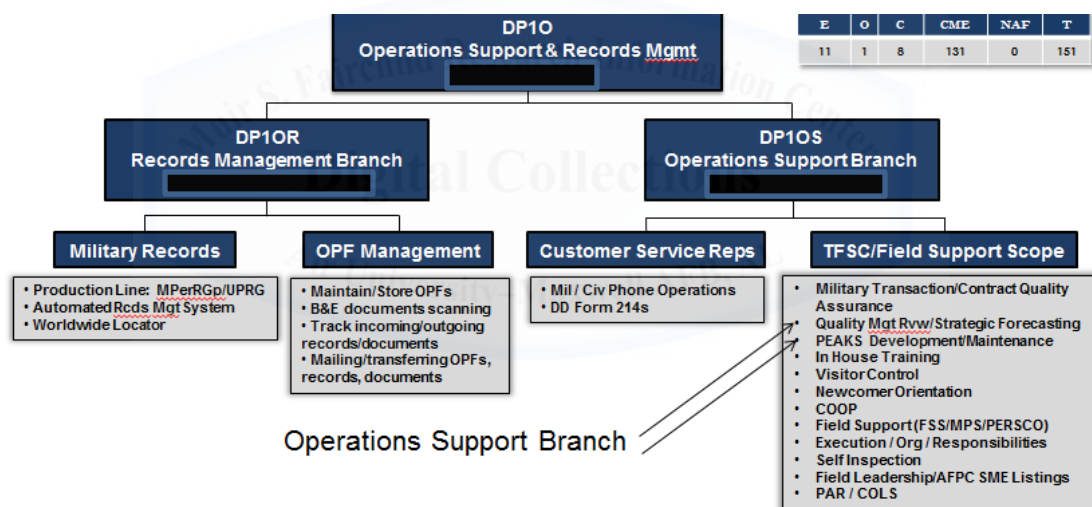 DP1O
Operations Support & Records Mgmt
E O C CME NAF T
11 1 8 131 0 151
DP1OR
Records Management Branch
DP1OS
Operations Support Branch
Military Records
• Production Line: MPerRGp/UPRG
• Automated Rcds Mgt System
• Worldwide Locator
OPF Management
• Maintain/Store OPFs
• B&E documents scanning
• Track incoming/outgoing
records/documents
• Mailing/transferring OPFs,
records, documents
Customer Service Reps
• Mil / Civ Phone Operations
• DD Form 214s
TFSC/Field Support Scope
• Military Transaction/Contract Quality
Assurance
• Quality Mgt Rvw/Strategic Forecasting
• PEAKS Development/Maintenance
• In House Training
• Visitor Control
• Newcomer Orientation
• COOP
• Field Support (FSS/MPS/PERSCO)
• Execution / Org / Responsibilities
• Self Inspection
• Field Leadership/AFPC SME Listings
• PAR / COLS
Operations Support Branch
Digital Collections